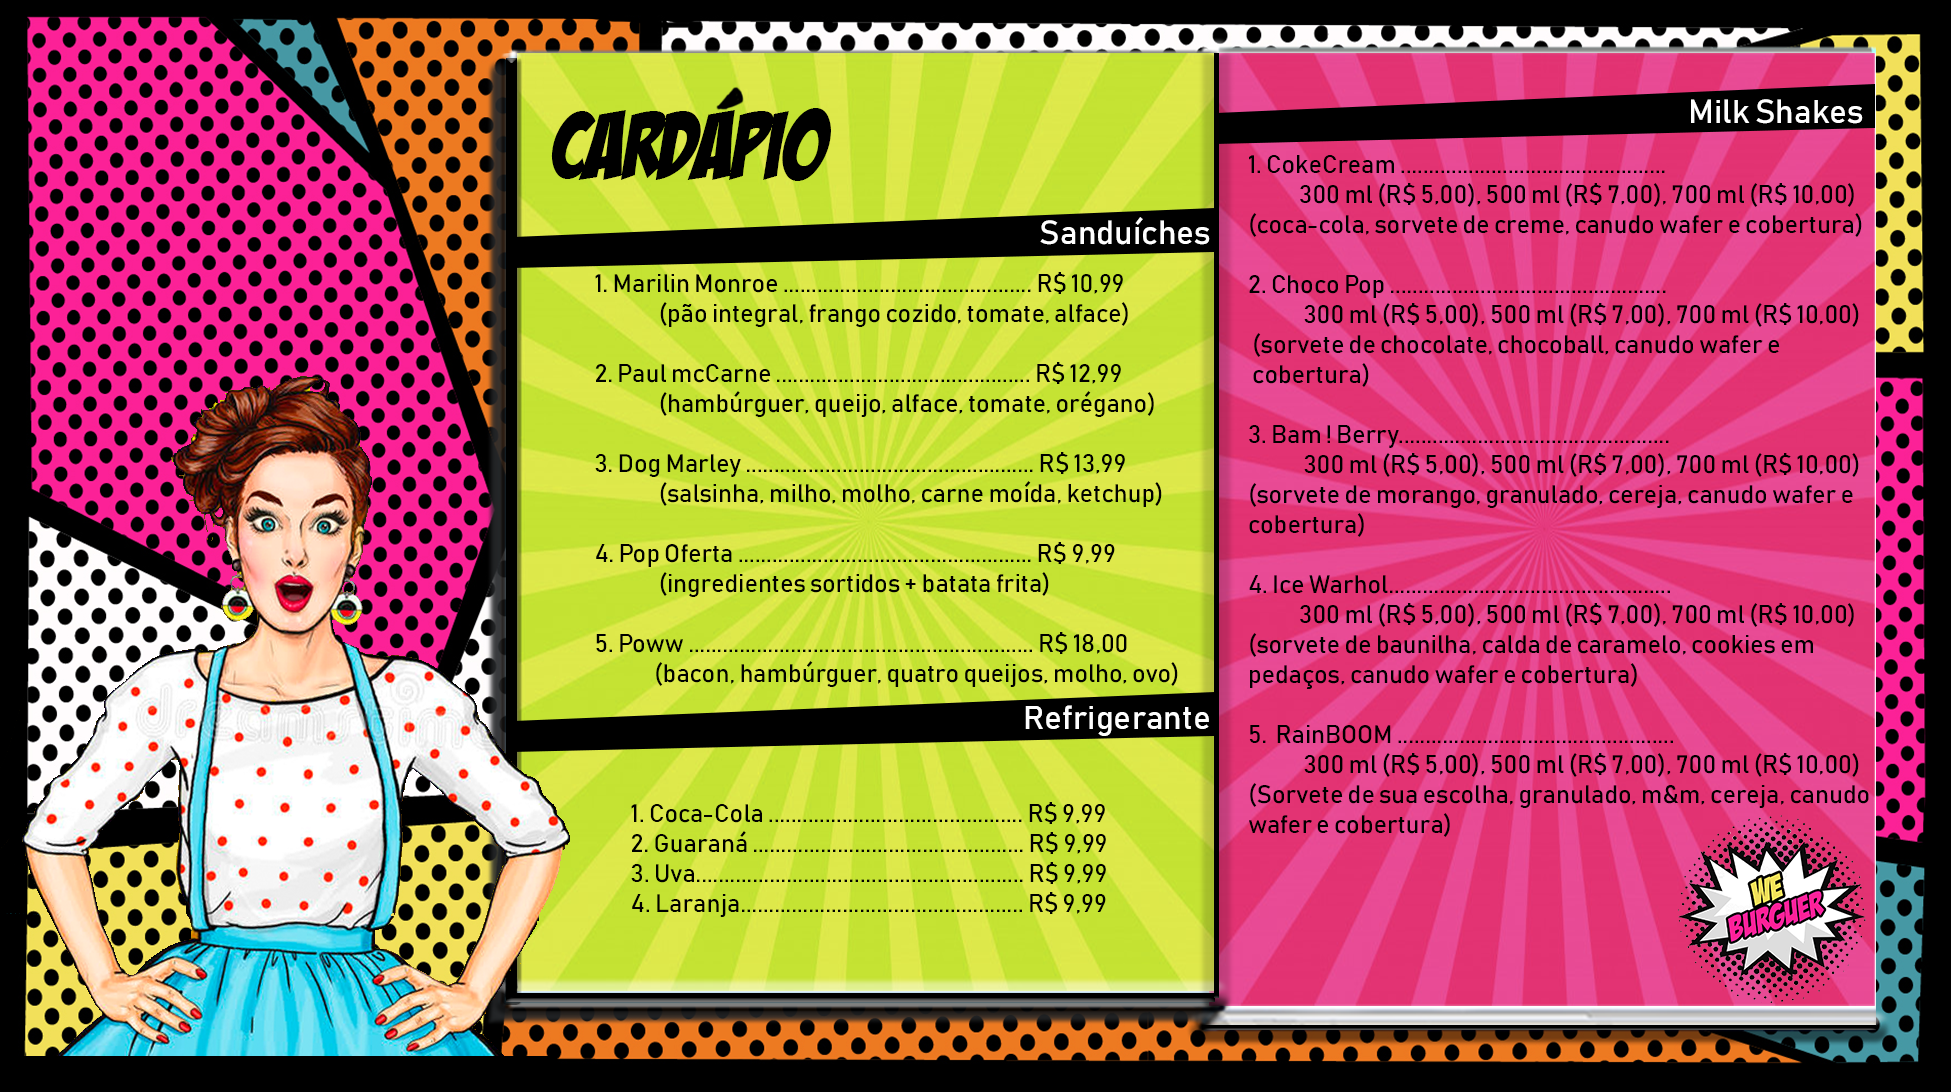 CARDÁPIO
Sanduíches
1. Marilin Monroe ............................................ R$ 10,99
(pão integral, frango cozido, tomate, alface)
2. Paul mcCarne ............................................. R$ 12,99
(hambúrguer, queijo, alface, tomate, orégano)
3. Dog Marley ................................................... R$ 13,99
(salsinha, milho, molho, carne moída, ketchup)
4. Pop Oferta .................................................... R$ 9,99
(ingredientes sortidos + batata frita)
5. Poww ............................................................. R$ 18.00
(bacon, hambúrguer, quatro queijos, molho, ovo)
Refrigerante
1. Coca-Cola ............................................. R$ 9,99
2. Guaraná ................................................ R$ 9,99
3. Uva.......................................................... R$ 9,99
4. Laranja.................................................. R$ 9,99
Milk Shakes
1. CokeCream ...............................................
300 ml (R$ 5,00), 500 ml (R$ 7,00), 700 ml (R$ 10,00)
(coca-cola, sorvete de creme, canudo wafer e cobertura)
2. Choco Pop .................................................
300 ml (R$ 5,00), 500 ml (R$ 7,00), 700 ml (R$ 10,00)
(sorvete de chocolate, chocoball, canudo wafer e
cobertura)
3. Bam ! Berry................................................
300 ml (R$ 5,00), 500 ml (R$ 7,00), 700 ml (R$ 10,00)
(sorvete de morango, granulado, cereja, canudo wafer e
cobertura)
4. Ice Warhol..................................................
300 ml (R$ 5,00), 500 ml (R$ 7,00), 700 ml (R$ 10,00)
(sorvete de baunilha, calda de caramelo, cookies em
pedaços, canudo wafer e cobertura)
5. RainBOOM .................................................
300 ml (R$ 5,00), 500 ml (R$ 7,00), 700 ml (R$ 10,00)
(Sorvete de sua escolha, granulado, m&m, cereja, canudo
wafer e cobertura)
WE
BURGUER
dreamstime